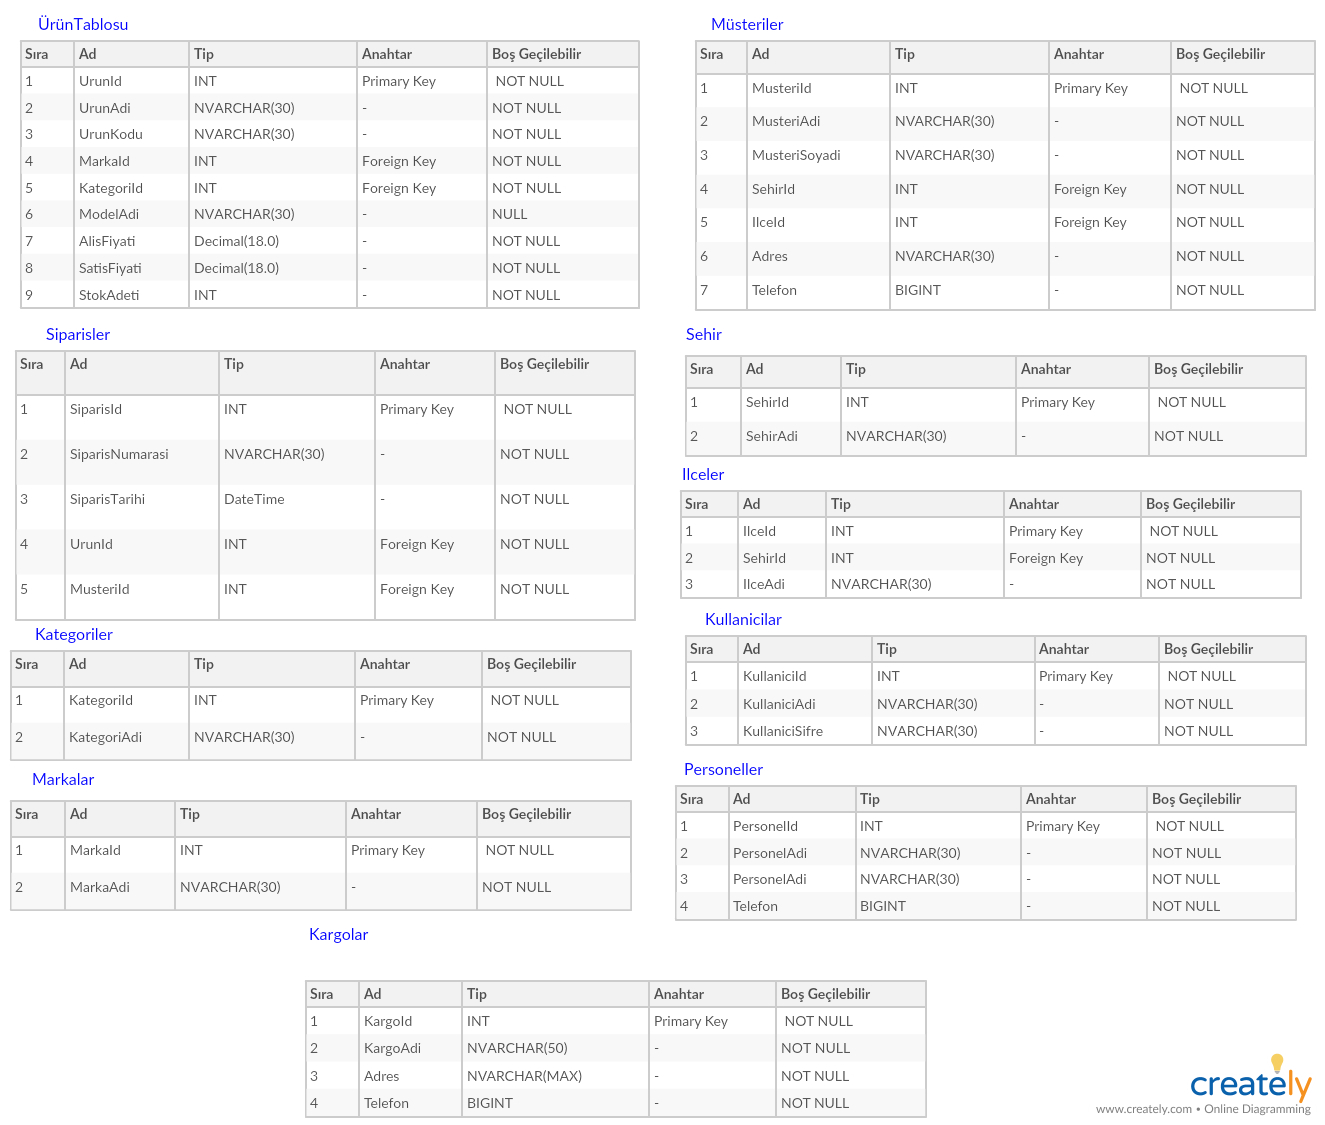 ÜrünTablosu
Sıra Ad Tip Anahtar Boş Geçilebilir
1 UrunId INT Primary Key NOT NULL
2 UrunAdi NVARCHAR(30) - NOT NULL
3 UrunKodu NVARCHAR(30) - NOT NULL
4 MarkaId INT Foreign Key NOT NULL
5 KategoriId INT Foreign Key NOT NULL
6 ModelAdi NVARCHAR(30) - NULL
7 AlisFiyati Decimal(18.0) - NOT NULL
8 SatisFiyati Decimal(18.0) - NOT NULL
9 StokAdeti INT - NOT NULL
Müsteriler
Sıra Ad Tip Anahtar Boş Geçilebilir
1 MusteriId INT Primary Key NOT NULL
2 MusteriAdi NVARCHAR(30) - NOT NULL
3 MusteriSoyadi NVARCHAR(30) - NOT NULL
4 SehirId INT Foreign Key NOT NULL
5 IlceId INT Foreign Key NOT NULL
6 Adres NVARCHAR(30) - NOT NULL
7 Telefon BIGINT - NOT NULL
Siparisler
Sıra Ad Tip Anahtar Boş Geçilebilir
1 SiparisId INT Primary Key NOT NULL
2 SiparisNumarasi NVARCHAR(30) - NOT NULL
3 SiparisTarihi DateTime - NOT NULL
4 UrunId INT Foreign Key NOT NULL
5 MusteriId INT Foreign Key NOT NULL
Sehir
Sıra Ad Tip Anahtar Boş Geçilebilir
1 SehirId INT Primary Key NOT NULL
2 SehirAdi NVARCHAR(30) - NOT NULL
Ilceler
Sıra Ad Tip Anahtar Boş Geçilebilir
1 IlceId INT Primary Key NOT NULL
2 SehirId INT Foreign Key NOT NULL
3 IlceAdi NVARCHAR(30) - NOT NULL
Kategoriler
Sıra Ad Tip Anahtar Boş Geçilebilir
1 KategoriId INT Primary Key NOT NULL
2 KategoriAdi NVARCHAR(30) - NOT NULL
Kullanicilar
Sıra Ad Tip Anahtar Boş Geçilebilir
1 KullaniciId INT Primary Key NOT NULL
2 KullaniciAdi NVARCHAR(30) - NOT NULL
3 KullaniciSifre NVARCHAR(30) - NOT NULL
Markalar
Sıra Ad Tip Anahtar Boş Geçilebilir
1 MarkaId INT Primary Key NOT NULL
2 MarkaAdi NVARCHAR(30) - NOT NULL
Personeller
Sıra Ad Tip Anahtar Boş Geçilebilir
1 PersonelId INT Primary Key NOT NULL
2 PersonelAdi NVARCHAR(30) - NOT NULL
3 PersonelAdi NVARCHAR(30) - NOT NULL
4 Telefon BIGINT - NOT NULL
Kargolar
Sıra Ad Tip Anahtar Boş Geçilebilir
1 KargoId INT Primary Key NOT NULL
2 KargoAdi NVARCHAR(50) - NOT NULL
3 Adres NVARCHAR(MAX) - NOT NULL
4 Telefon BIGINT - NOT NULL
creately
www.creately.com • Online Diagramming